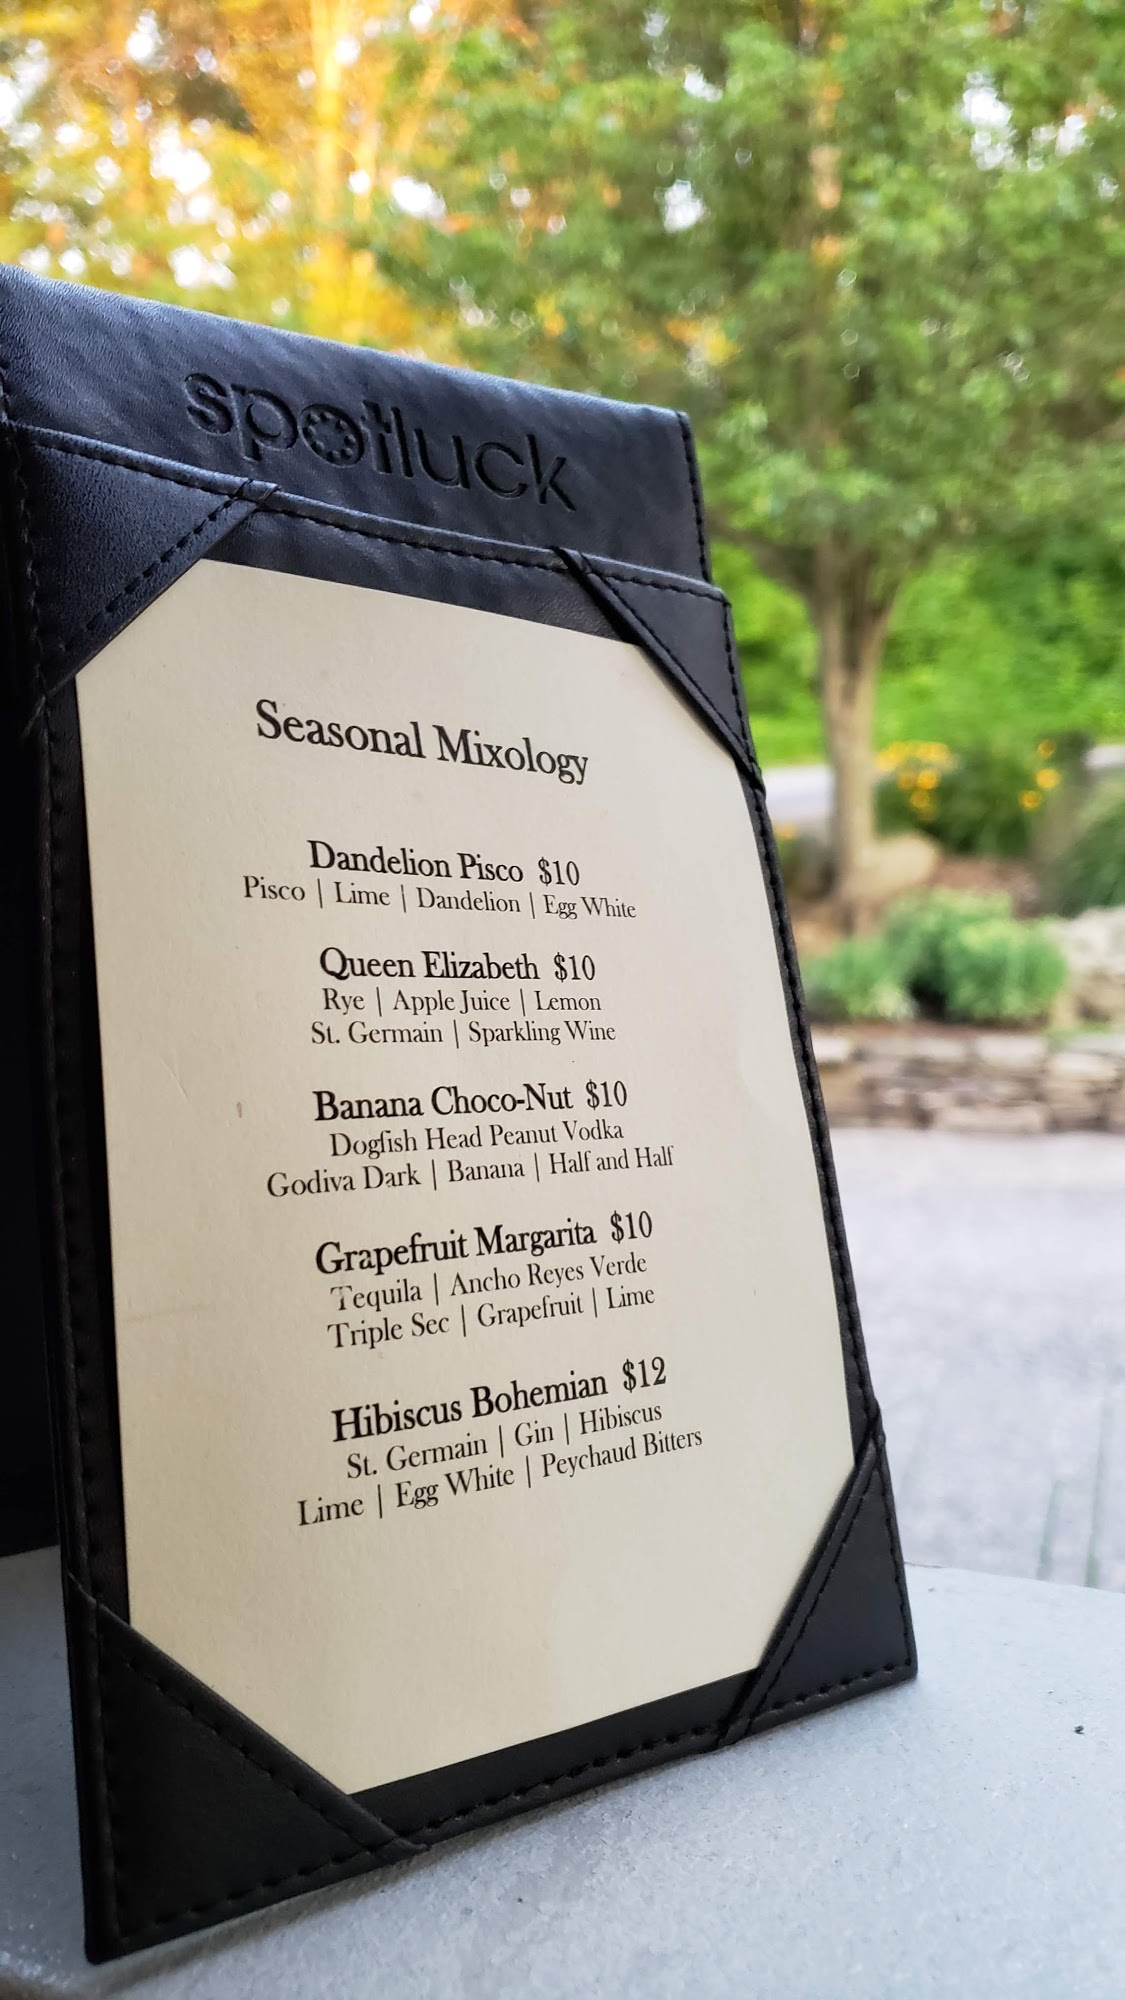 spotluck
Seasonal Mixology
Dandelion Pisco $10
Pisco | Lime | Dandelion | Egg White
Queen Elizabeth $10
Rye | Apple Juice | Lemon
St. Germain | Sparkling Wine
Banana Choco-Nut $10
Dogfish Head Peanut Vodka
Godiva Dark | Banana | Half and Half
Grapefruit Margarita $10
Tequila | Ancho Reyes Verde
Triple Sec | Grapefruit | Lime
Hibiscus Bohemian $12
St. Germain | Gin | Hibiscus
Lime | Egg White | Peychaud Bitters